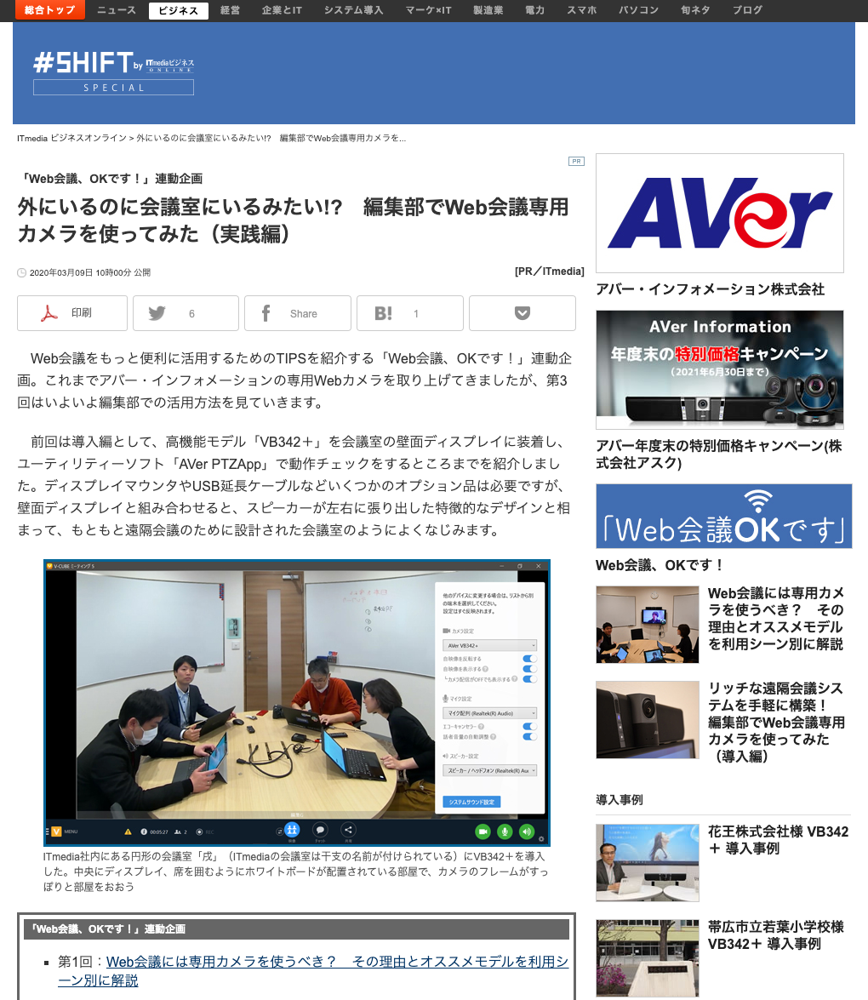 総合トップ ニュース ビジネス 経営 企業とIT システム導入 マーケ×IT 製造業 電力 スマホ パソコン 旬ネタ ブログ
#SHIFT by ITmediaビジネス ONLINE
SPECIAL
ITmedia ビジネスオンライン > 外にいるのに会議室にいるみたい!?　編集部でWeb会議専用カメラを...
PR
「Web会議、OKです！」連動企画
外にいるのに会議室にいるみたい!?　編集部でWeb会議専用
カメラを使ってみた（実践編）
2020年03月09日 10時00分 公開
[PR／ITmedia]
印刷 6 Share B! 1
　Web会議をもっと便利に活用するためのTIPSを紹介する「Web会議、OKです！」連動企
画。これまでアバー・インフォメーションの専用Webカメラを取り上げてきましたが、第3
回はいよいよ編集部での活用方法を見ていきます。
　前回は導入編として、高機能モデル「VB342＋」を会議室の壁面ディスプレイに装着し、
ユーティリティーソフト「AVer PTZApp」で動作チェックをするところまでを紹介しまし
た。ディスプレイマウンタやUSB延長ケーブルなどいくつかのオプション品は必要ですが、
壁面ディスプレイと組み合わせると、スピーカーが左右に張り出した特徴的なデザインと相
まって、もともと遠隔会議のために設計された会議室のようによくなじみます。
V-CUBE ミーティング 5
他のデバイスに変更する場合は、リストから別
の端末を選択してください。
設定はすぐ反映されます。
カメラ設定
AVer VB342+
自映像を反転する
自映像を表示する
└カメラ配信がOFFでも表示する
マイク設定
マイク配列 (Realtek(R) Audio)
エコーキャンセラー
話者音量の自動調整
スピーカー設定
スピーカー / ヘッドフォン (Realtek(R) Au
システムサウンド設定
MENU 00:05:27 2 REC 映像 チャット 共有
ITmedia社内にある円形の会議室「戌」（ITmediaの会議室は干支の名前が付けられている）にVB342＋を導入
した。中央にディスプレイ、席を囲むようにホワイトボードが配置されている部屋で、カメラのフレームがすっ
ぽりと部屋をおおう
「Web会議、OKです！」連動企画
第1回：Web会議には専用カメラを使うべき？　その理由とオススメモデルを利用シ
ーン別に解説
AVer
アバー・インフォメーション株式会社
AVer Information
年度末の特別価格キャンペーン
（2021年6月30日まで）
アバー年度末の特別価格キャンペーン(株
式会社アスク)
「Web会議OKです」
Web会議、OKです！
Web会議には専用カメ
ラを使うべき？　その
理由とオススメモデル
を利用シーン別に解説
リッチな遠隔会議シス
テムを手軽に構築！
編集部でWeb会議専用
カメラを使ってみた
（導入編）
導入事例
花王株式会社様 VB342
＋ 導入事例
帯広市立若葉小学校様
VB342＋ 導入事例